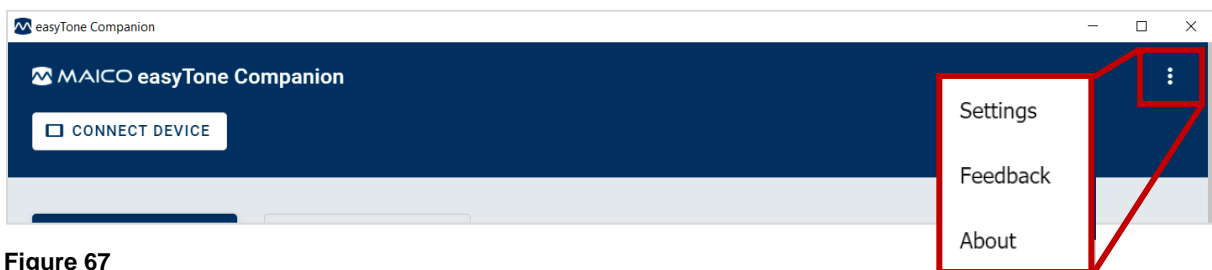 easyTone Companion
MAICO easyTone Companion
CONNECT DEVICE
Settings
Feedback
About
Figure 67